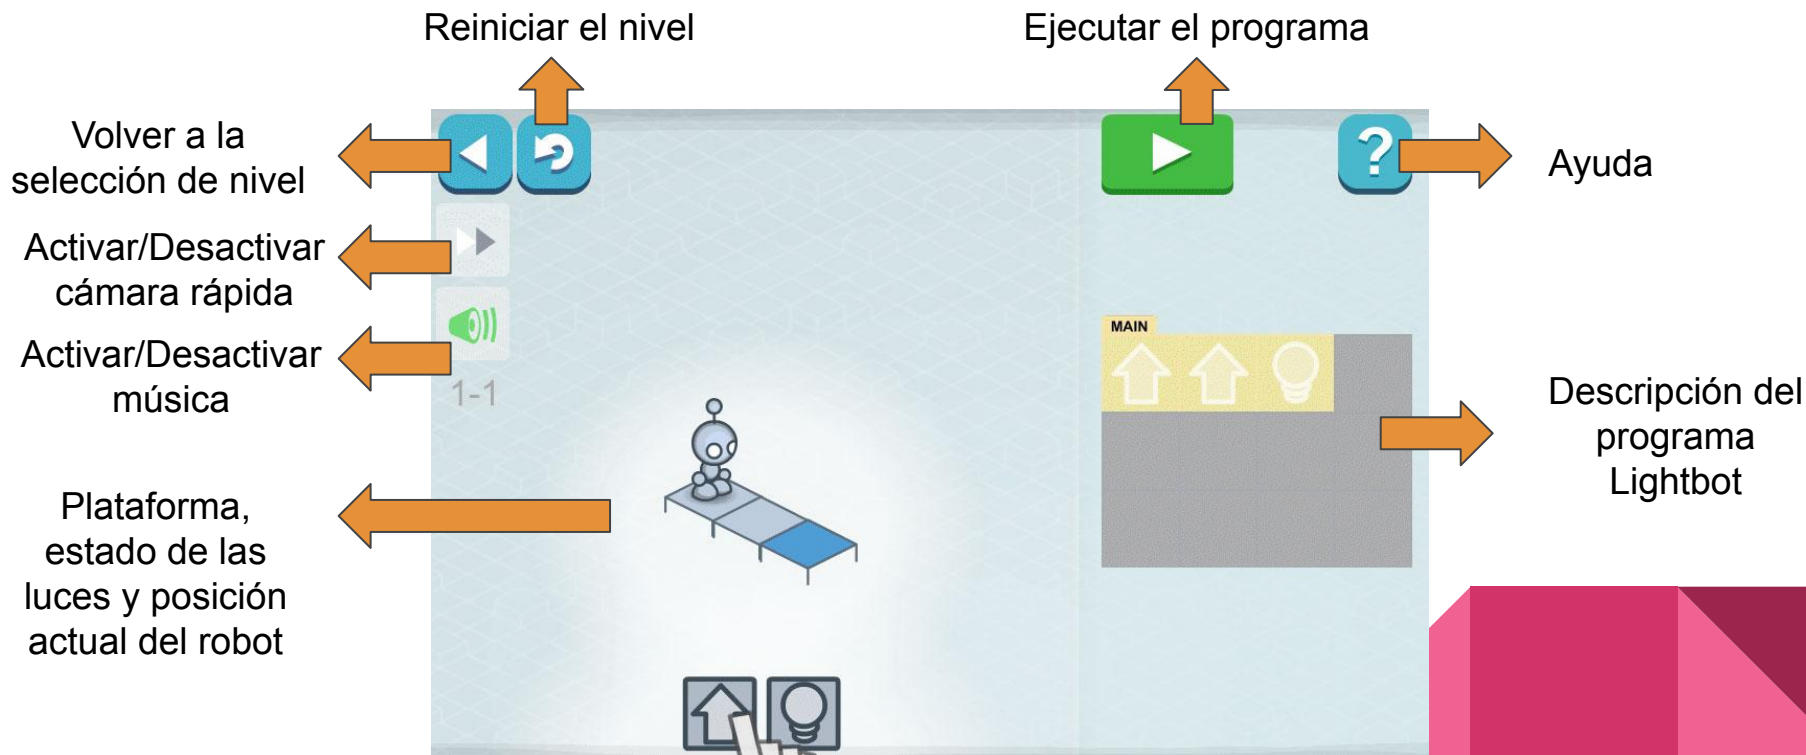 Reiniciar el nivel
Ejecutar el programa
Volver a la
selección de nivel
?
Ayuda
Activar/Desactivar
cámara rápida
Activar/Desactivar
música
1-1
MAIN
Descripción del
programa
Lightbot
Plataforma,
estado de las
luces y posición
actual del robot